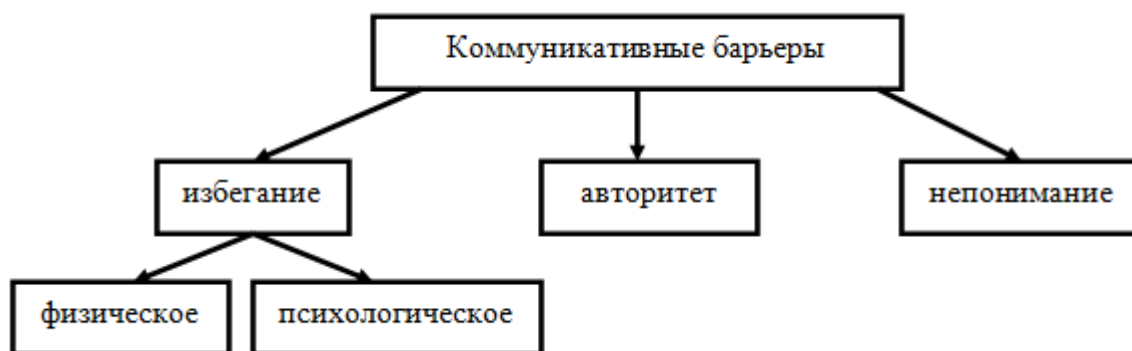 Коммуникативные барьеры
избегание
авторитет
непонимание
физическое
психологическое